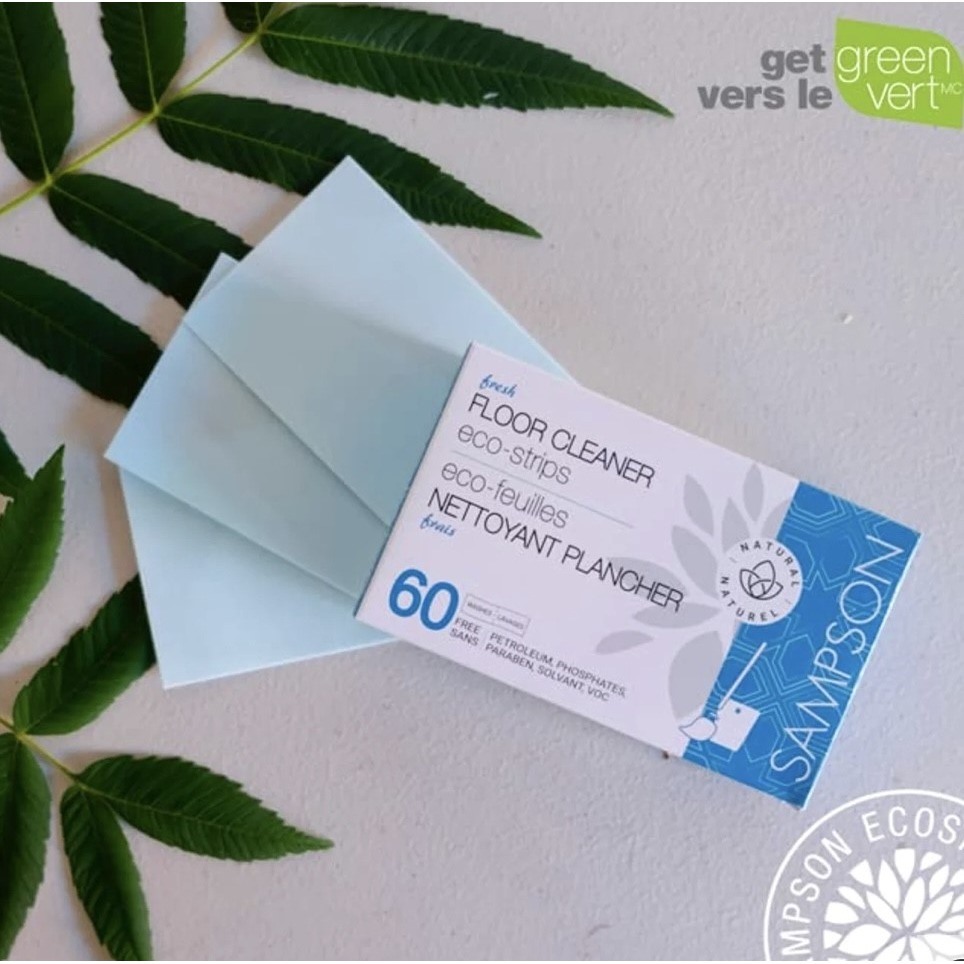 get green
vers le vert MC
fresh
FLOOR CLEANER
eco-strips
eco-feuilles
NETTOYANT PLANCHER
frais
60 WASHES LAVAGES
FREE SANS PETROLEUM, PHOSPHATES,
PARABEN, SOLVANT, VOC
NATURAL
NATUREL
SAMPSON
MPSON ECOS